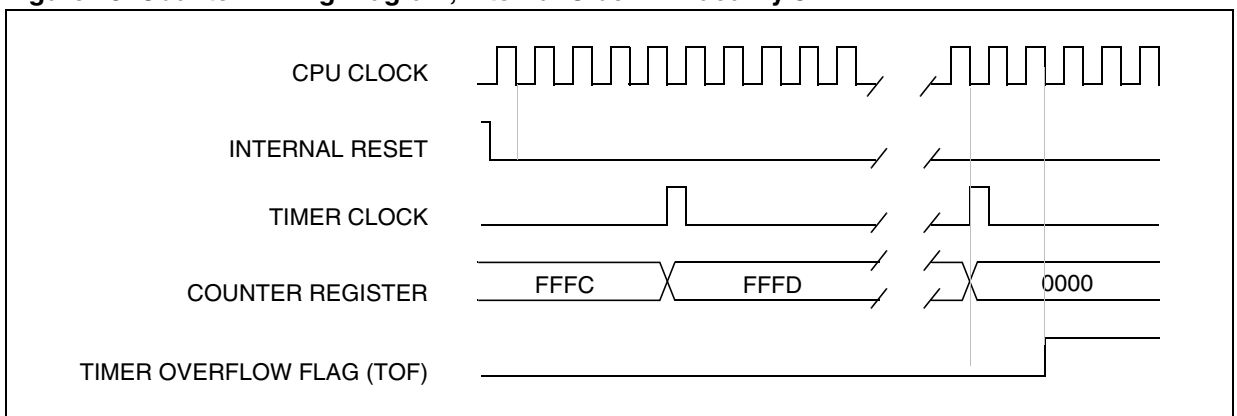 CPU CLOCK
INTERNAL RESET
TIMER CLOCK
COUNTER REGISTER FFFC FFFD 0000
TIMER OVERFLOW FLAG (TOF)